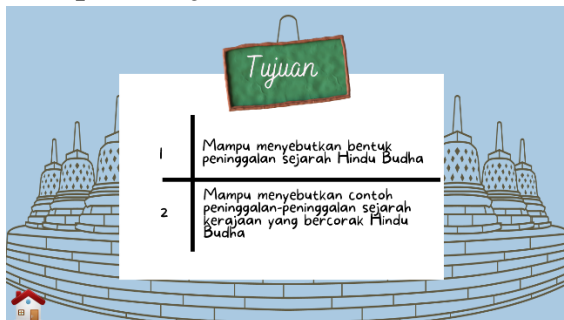 Tujuan
1
Mampu menyebutkan bentuk
peninggalan sejarah Hindu Budha
2
Mampu menyebutkan contoh
peninggalan-peninggalan sejarah
kerajaan yang bercorak Hindu
Budha